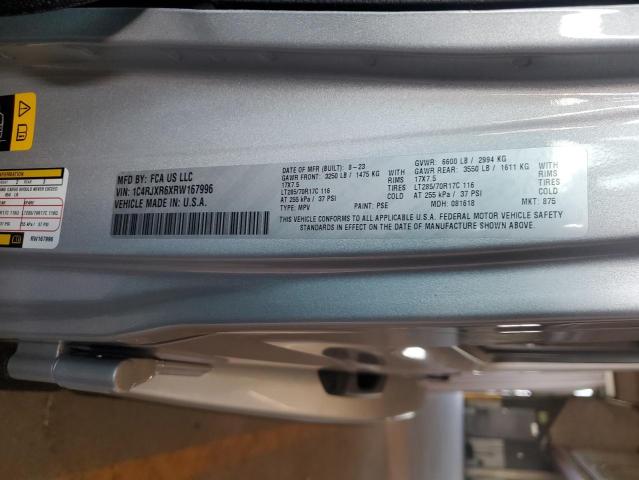 MFD BY: FCA US LLC
VIN: 1C4RJXR6XRW167996
VEHICLE MADE IN: U.S.A.
DATE OF MFR (BUILT): 8-23
GAWR FRONT: 3250 LB / 1475 KG WITH
17X7.5 RIMS
LT285/70R17C 116 TIRES
AT 255 kPa / 37 PSI COLD
TYPE: MPV PAINT: PSE
GVWR: 6600 LB / 2994 KG
GAWR REAR: 3550 LB / 1611 KG WITH
17X7.5 RIMS
LT285/70R17C 116 TIRES
AT 255 kPa / 37 PSI COLD
MDH: 081618 MKT: 875
THIS VEHICLE CONFORMS TO ALL APPLICABLE U.S.A. FEDERAL MOTOR VEHICLE SAFETY
STANDARDS IN EFFECT ON THE DATE OF MANUFACTURE SHOWN ABOVE.
RW167996